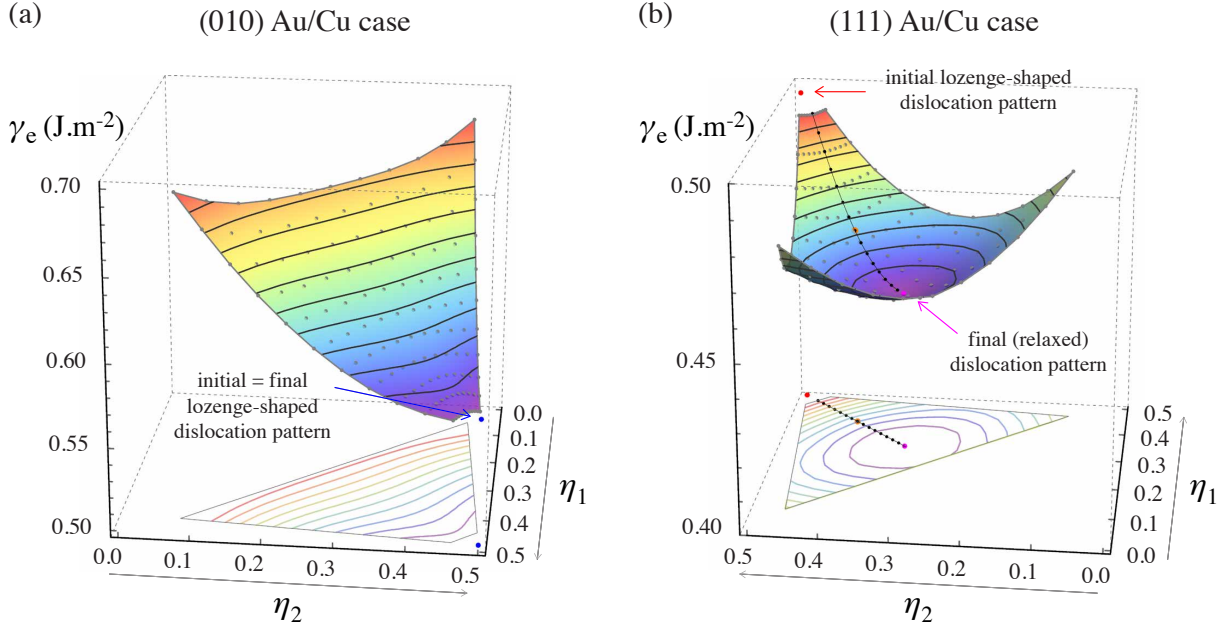 (a)
(010) Au/Cu case
γe (J.m-2)
0.70
0.65
0.60
0.55
0.50
initial = final
lozenge-shaped
dislocation pattern
0.0
0.1
0.2
0.3
0.4
0.5
η1
0.0
0.1
0.2
0.3
0.4
0.5
η2
(b)
(111) Au/Cu case
γe (J.m-2)
initial lozenge-shaped
dislocation pattern
0.50
0.45
0.40
final (relaxed)
dislocation pattern
0.5
0.4
0.3
0.2
0.1
0.0
η1
0.5
0.4
0.3
0.2
0.1
0.0
η2